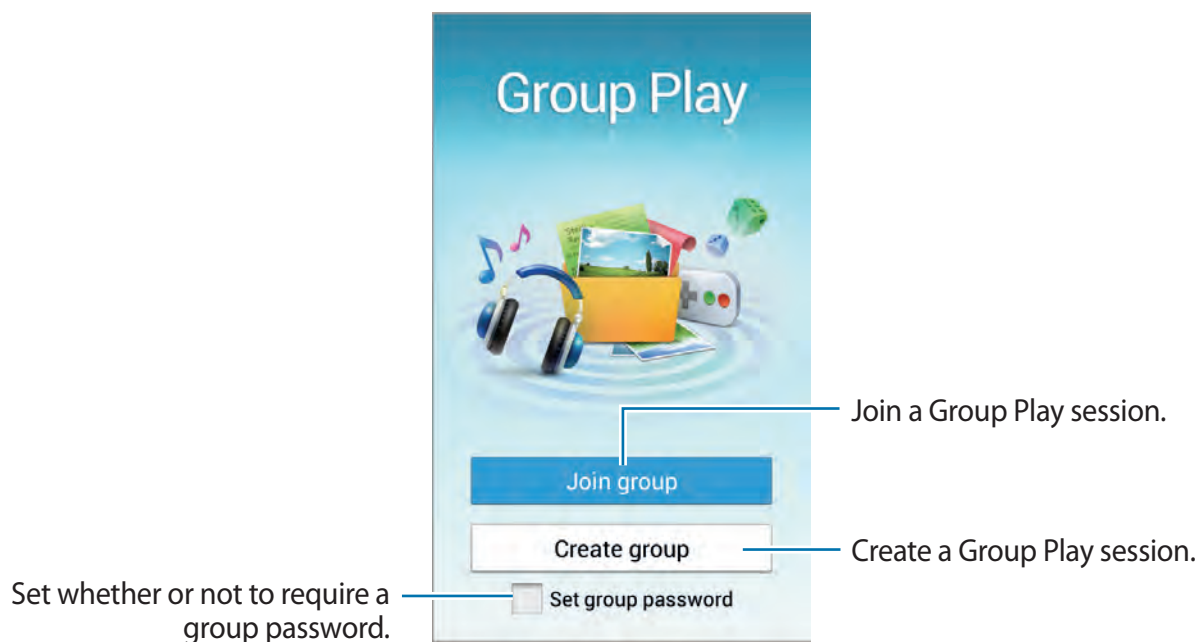 Group Play
Join a Group Play session.
Join group
Create group
Create a Group Play session.
Set whether or not to require a
group password.
Set group password